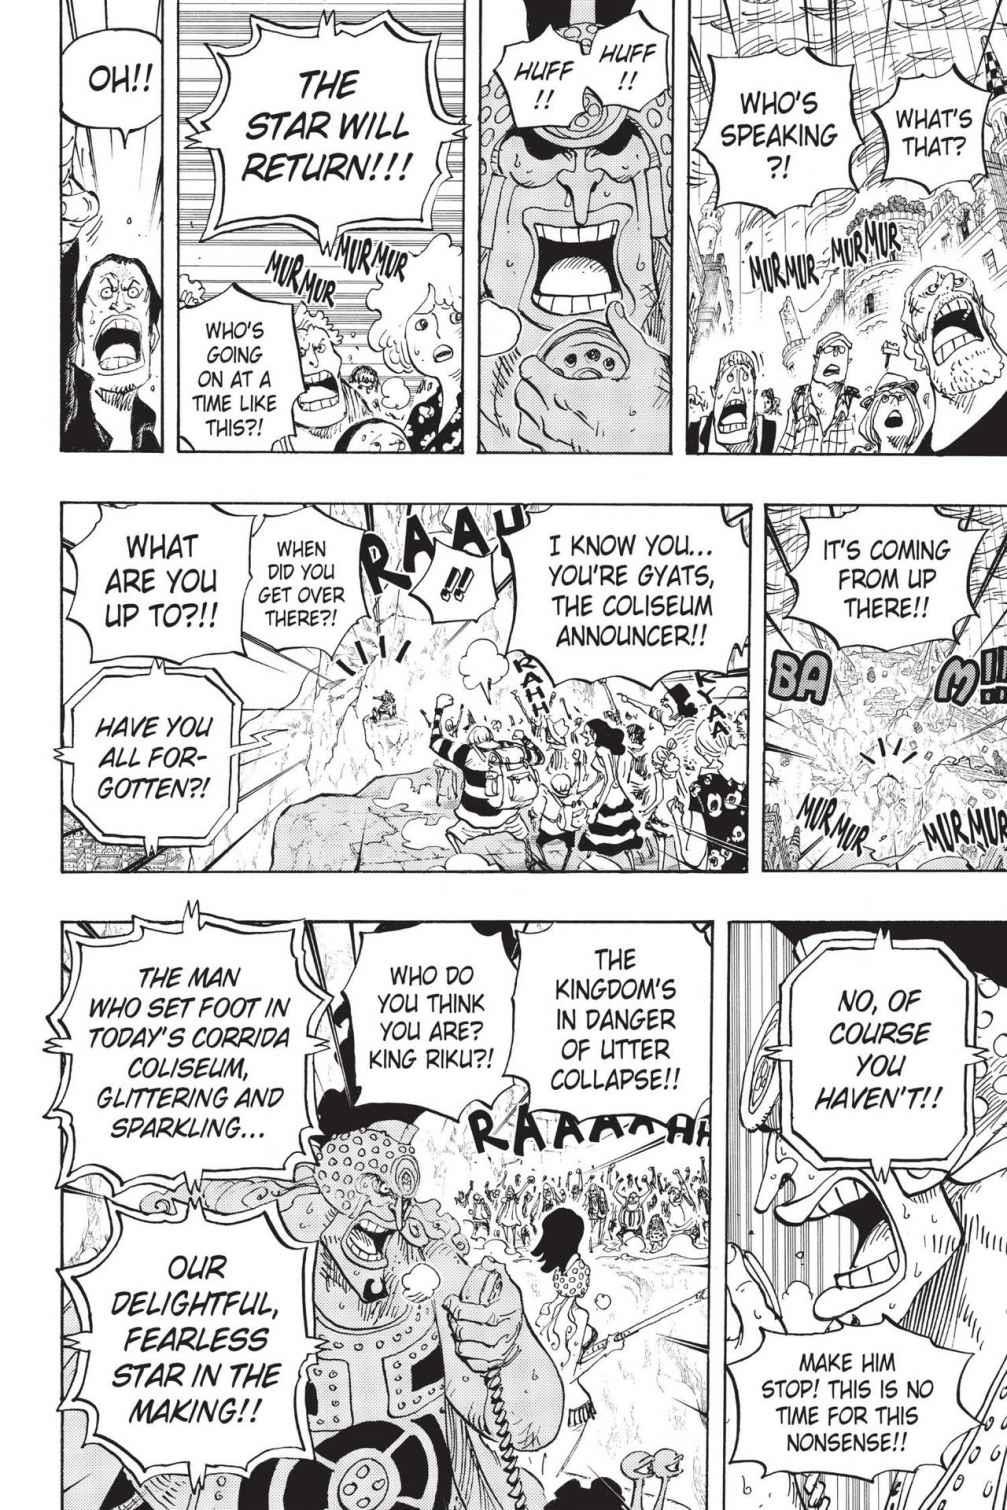 WHAT'S
THAT?
WHO'S
SPEAKING
?!
MURMUR
MURMUR
HUFF
!!
HUFF
!!
THE
STAR WILL
RETURN!!!
MURMUR
MURMUR
WHO'S
GOING
ON AT A
TIME LIKE
THIS?!
OH!!
IT'S COMING
FROM UP
THERE!!
BAM!!
MURMUR
MURMUR
I KNOW YOU...
YOU'RE GYATS,
THE COLISEUM
ANNOUNCER!!
KYAA
RAAAU
!!
RAHH
WHEN
DID YOU
GET OVER
THERE?!
WHAT
ARE YOU
UP TO?!!
HAVE YOU
ALL FOR-
GOTTEN?!
NO, OF
COURSE
YOU
HAVEN'T!!
MAKE HIM
STOP! THIS IS NO
TIME FOR THIS
NONSENSE!!
THE
KINGDOM'S
IN DANGER
OF UTTER
COLLAPSE!!
WHO DO
YOU THINK
YOU ARE?
KING RIKU?!
RAAAAAHH
THE MAN
WHO SET FOOT IN
TODAY'S CORRIDA
COLISEUM,
GLITTERING AND
SPARKLING...
OUR
DELIGHTFUL,
FEARLESS
STAR IN THE
MAKING!!